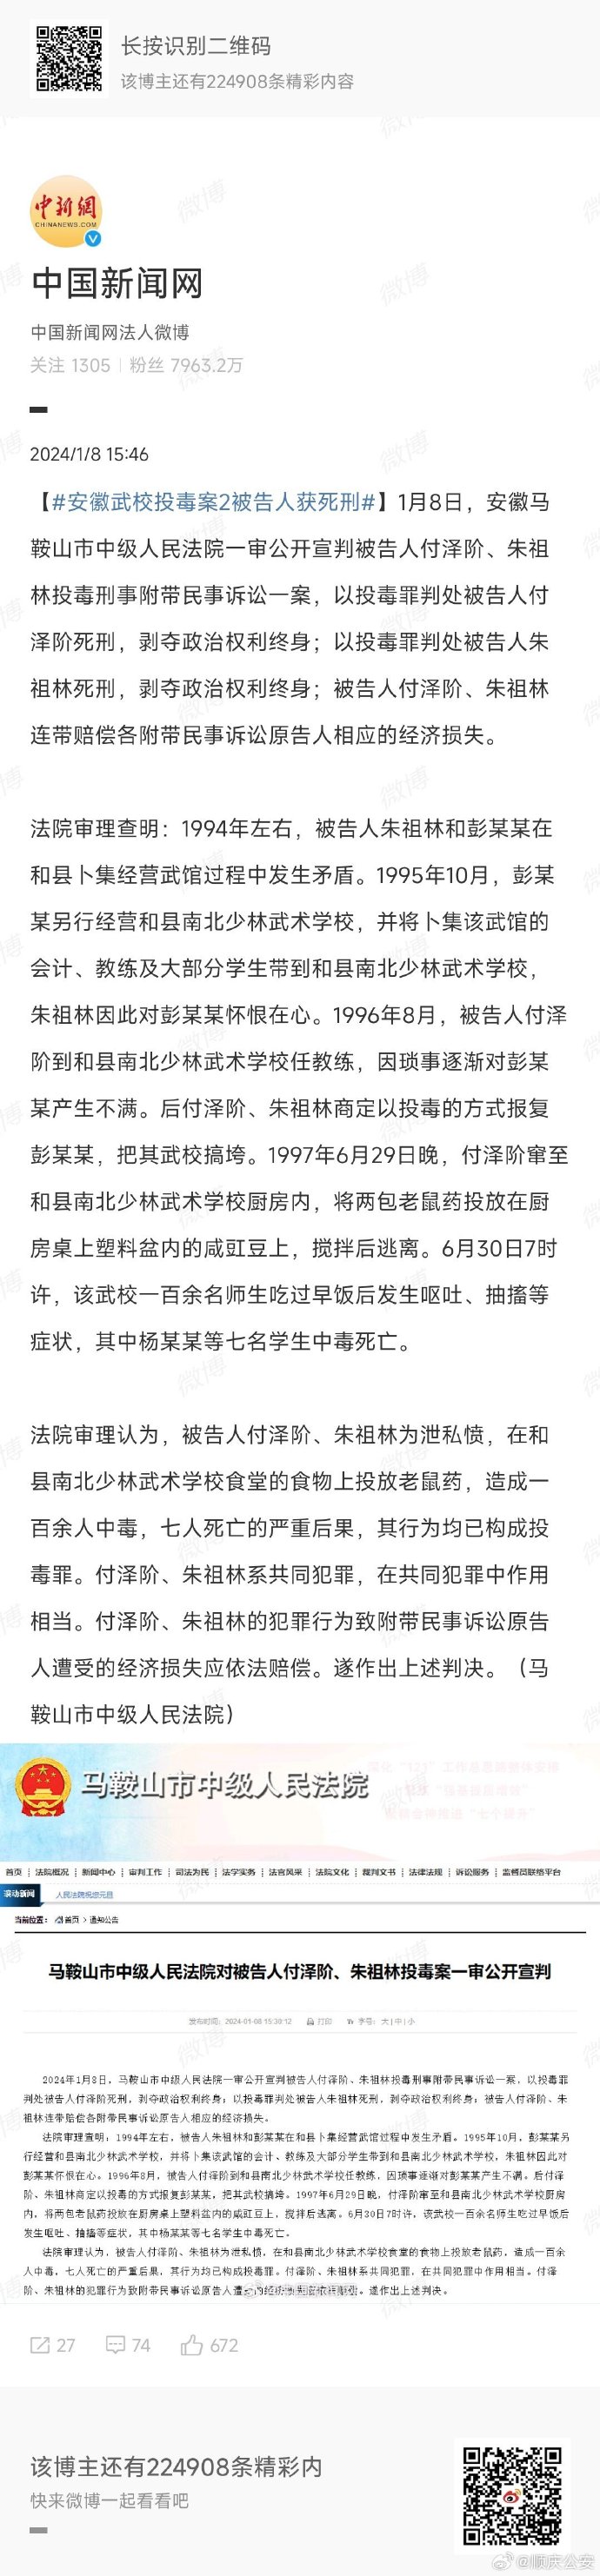 长按识别二维码
该博主还有224908条精彩内容
中新網
CHINANEWS.COM
中国新闻网
中国新闻网法人微博
关注 1305 | 粉丝 7963.2万
2024/1/8 15:46
【#安徽武校投毒案2被告人获死刑#】1月8日，安徽马
鞍山市中级人民法院一审公开宣判被告人付泽阶、朱祖
林投毒刑事附带民事诉讼一案，以投毒罪判处被告人付
泽阶死刑，剥夺政治权利终身；以投毒罪判处被告人朱
祖林死刑，剥夺政治权利终身；被告人付泽阶、朱祖林
连带赔偿各附带民事诉讼原告人相应的经济损失。
法院审理查明：1994年左右，被告人朱祖林和彭某某在
和县卜集经营武馆过程中发生矛盾。1995年10月，彭某
某另行经营和县南北少林武术学校，并将卜集该武馆的
会计、教练及大部分学生带到和县南北少林武术学校，
朱祖林因此对彭某某怀恨在心。1996年8月，被告人付泽
阶到和县南北少林武术学校任教练，因琐事逐渐对彭某
某产生不满。后付泽阶、朱祖林商定以投毒的方式报复
彭某某，把其武校搞垮。1997年6月29日晚，付泽阶窜至
和县南北少林武术学校厨房内，将两包老鼠药投放在厨
房桌上塑料盆内的咸豇豆上，搅拌后逃离。6月30日7时
许，该武校一百余名师生吃过早饭后发生呕吐、抽搐等
症状，其中杨某某等七名学生中毒死亡。
法院审理认为，被告人付泽阶、朱祖林为泄私愤，在和
县南北少林武术学校食堂的食物上投放老鼠药，造成一
百余人中毒，七人死亡的严重后果，其行为均已构成投
毒罪。付泽阶、朱祖林系共同犯罪，在共同犯罪中作用
相当。付泽阶、朱祖林的犯罪行为致附带民事诉讼原告
人遭受的经济损失应依法赔偿。遂作出上述判决。（马
鞍山市中级人民法院）
马鞍山市中级人民法院
首页 法院概况 新闻中心 审判工作 司法为民 法学实务 法官风采 法院文化 裁判文书 法律法规 诉讼服务 监督员联络平台
滚动新闻 人民法院祝您元旦
当前位置： 首页 > 通知公告
马鞍山市中级人民法院对被告人付泽阶、朱祖林投毒案一审公开宣判
发布时间：2024-01-08 15:30:12 打印 字号：大 | 中 | 小
2024年1月8日，马鞍山市中级人民法院一审公开宣判被告人付泽阶、朱祖林投毒刑事附带民事诉讼一案，以投毒罪
判处被告人付泽阶死刑，剥夺政治权利终身；以投毒罪判处被告人朱祖林死刑，剥夺政治权利终身；被告人付泽阶、朱
祖林连带赔偿各附带民事诉讼原告人相应的经济损失。
法院审理查明：1994年左右，被告人朱祖林和彭某某在和县卜集经营武馆过程中发生矛盾。1995年10月，彭某某另
行经营和县南北少林武术学校，并将卜集该武馆的会计、教练及大部分学生带到和县南北少林武术学校，朱祖林因此对
彭某某怀恨在心。1996年8月，被告人付泽阶到和县南北少林武术学校任教练，因琐事逐渐对彭某某产生不满。后付泽
阶、朱祖林商定以投毒的方式报复彭某某，把其武校搞垮。1997年6月29日晚，付泽阶窜至和县南北少林武术学校厨房
内，将两包老鼠药投放在厨房桌上塑料盆内的咸豇豆上，搅拌后逃离。6月30日7时许，该武校一百余名师生吃过早饭后
发生呕吐、抽搐等症状，其中杨某某等七名学生中毒死亡。
法院审理认为，被告人付泽阶、朱祖林为泄私愤，在和县南北少林武术学校食堂的食物上投放老鼠药，造成一百余
人中毒，七人死亡的严重后果，其行为均已构成投毒罪。付泽阶、朱祖林系共同犯罪，在共同犯罪中作用相当。付泽
阶、朱祖林的犯罪行为致附带民事诉讼原告人遭 的经济损失应依法赔偿。遂作出上述判决。
27 74 672
该博主还有224908条精彩内
快来微博一起看看吧
@顺庆公安